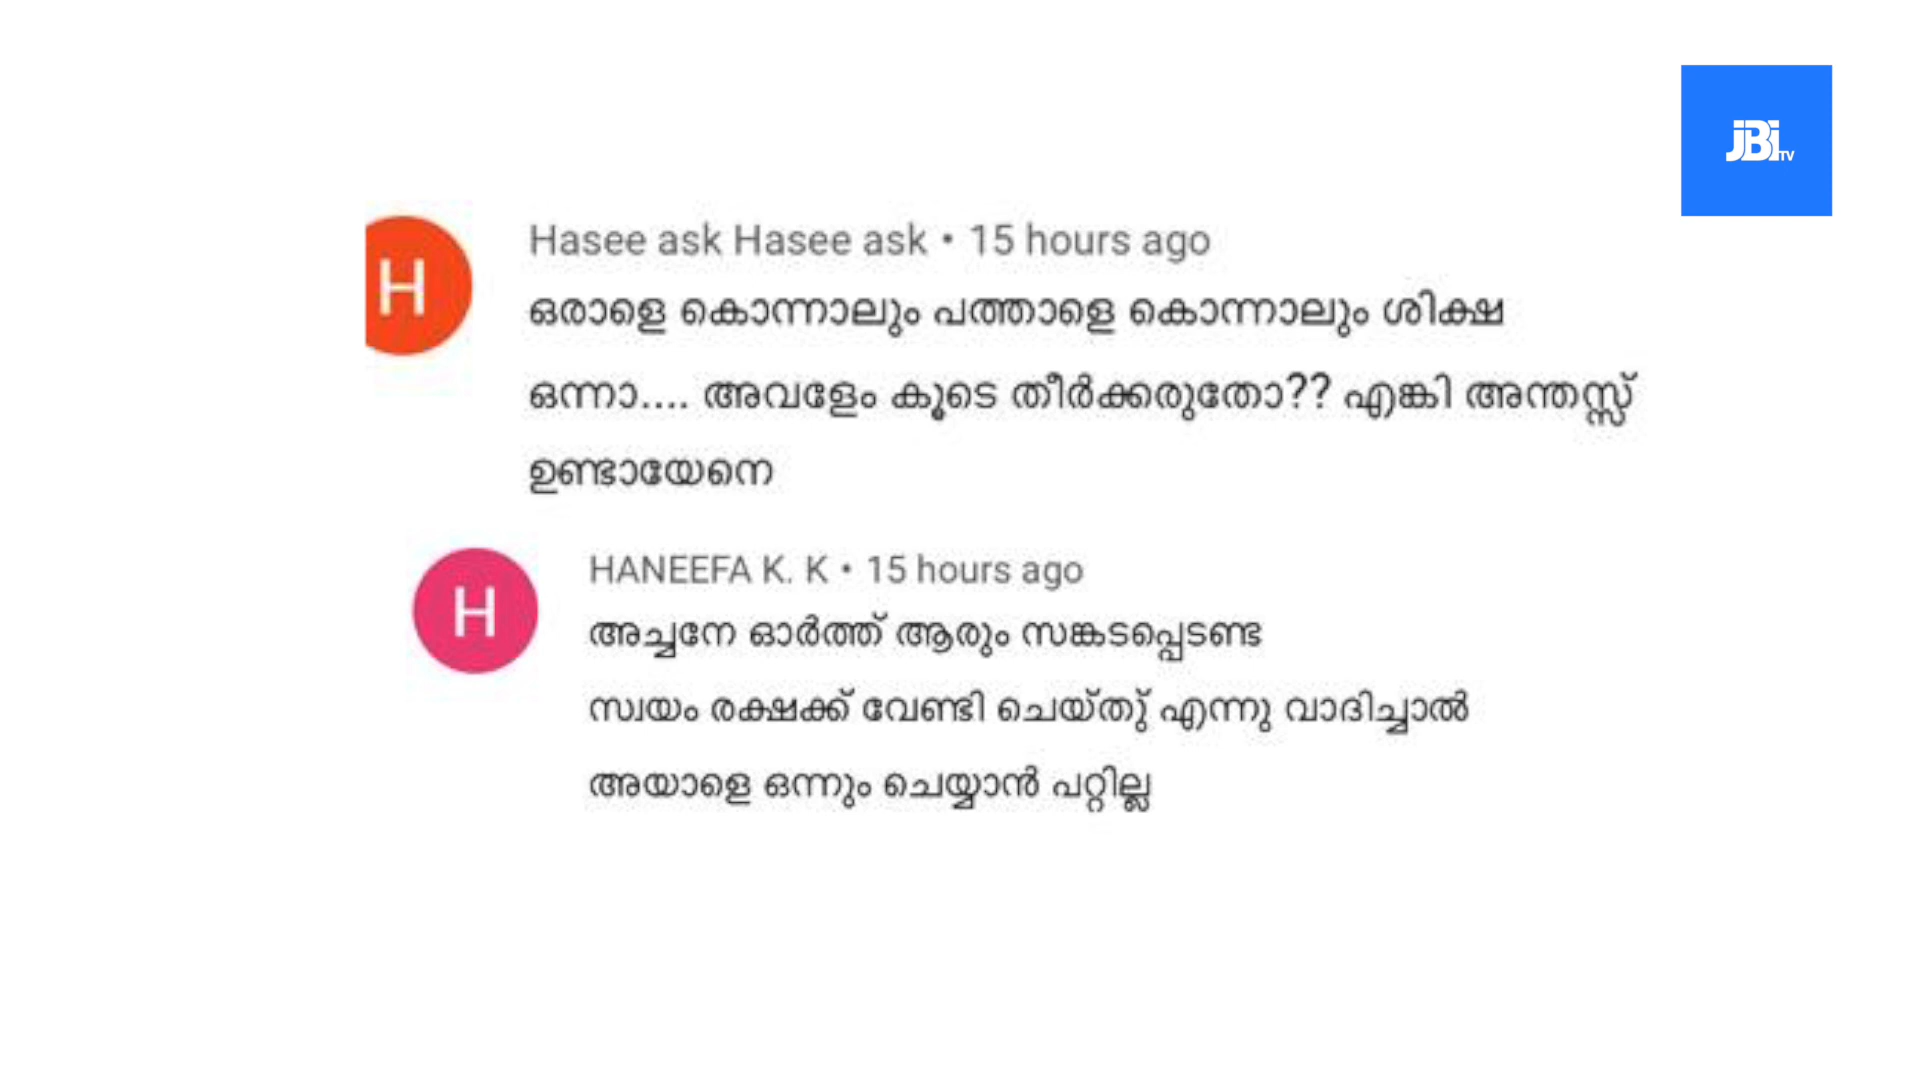 JBi TV
Hasee ask Hasee ask • 15 hours ago
H
ഒരാളെ കൊന്നാലും പത്താളെ കൊന്നാലും ശിക്ഷ
ഒന്നാ.... അവളേം കൂടെ തീർക്കരുതോ?? എങ്കി അന്തസ്സ്
ഉണ്ടായേനെ
HANEEFA K. K • 15 hours ago
H
അച്ചനേ ഓർത്ത് ആരും സങ്കടപ്പെടണ്ട
സ്വയം രക്ഷക്ക് വേണ്ടി ചെയ്തു് എന്നു വാദിച്ചാൽ
അയാളെ ഒന്നും ചെയ്യാൻ പറ്റില്ല